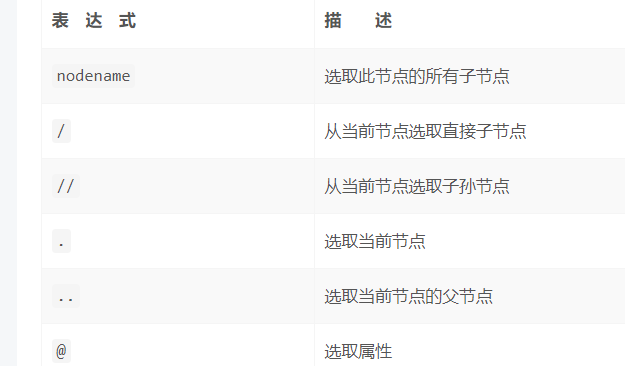 表 达 式 描 述
nodename 选取此节点的所有子节点
/ 从当前节点选取直接子节点
// 从当前节点选取子孙节点
. 选取当前节点
.. 选取当前节点的父节点
@ 选取属性